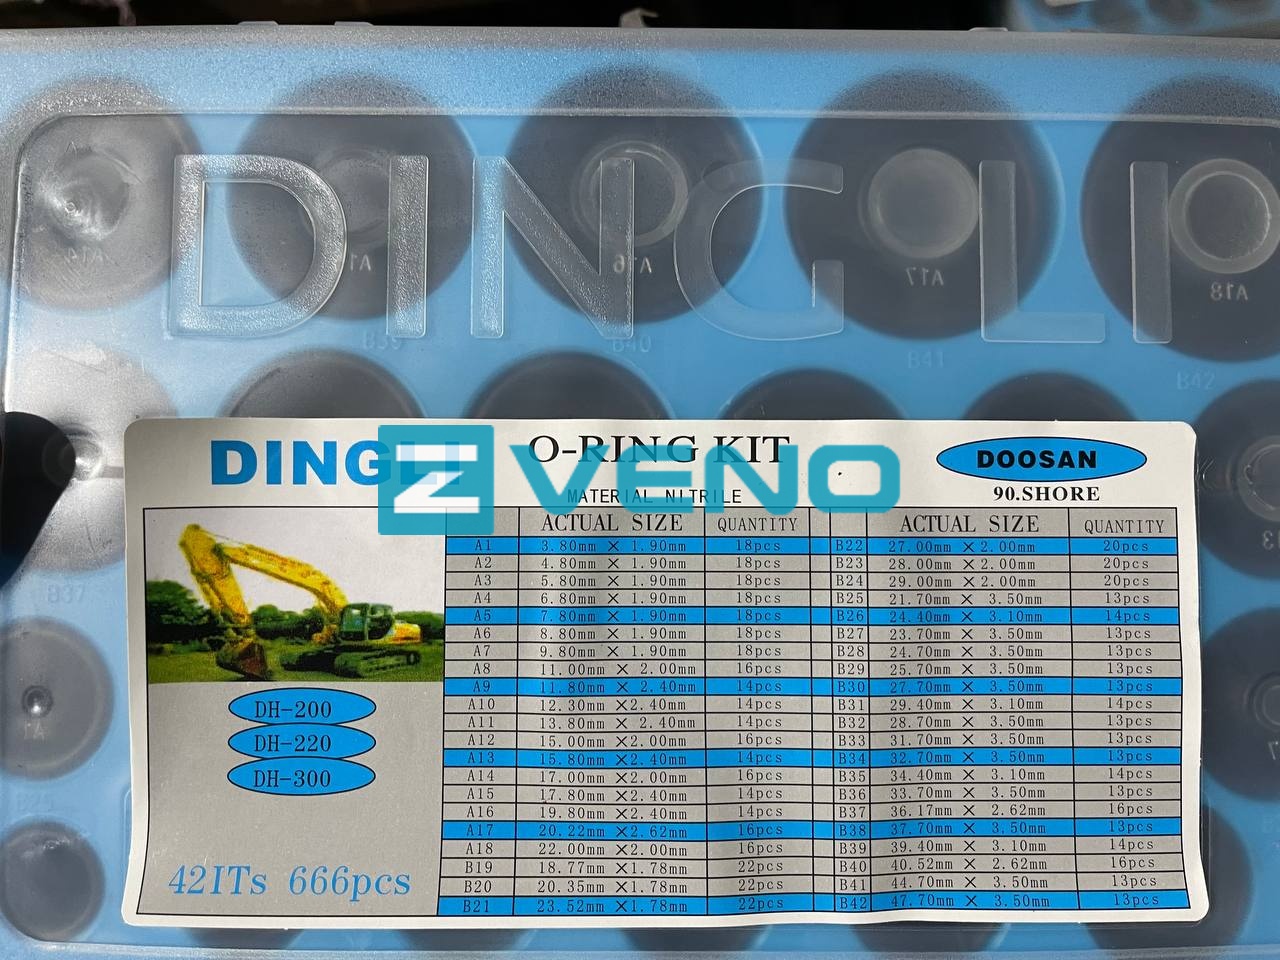 DING LI
A16
A17
A18
B39
B40
B41
B42
B37
DINGLI
O-RING KIT
ZVENO
DOOSAN
MATERIAL NITRILE
90.SHORE
ACTUAL SIZE QUANTITY ACTUAL SIZE QUANTITY
A1 3.80mm × 1.90mm 18pcs B22 27.00mm × 2.00mm 20pcs
A2 4.80mm × 1.90mm 18pcs B23 28.00mm × 2.00mm 20pcs
A3 5.80mm × 1.90mm 18pcs B24 29.00mm × 2.00mm 20pcs
A4 6.80mm × 1.90mm 18pcs B25 21.70mm × 3.50mm 13pcs
A5 7.80mm × 1.90mm 18pcs B26 24.40mm × 3.10mm 14pcs
A6 8.80mm × 1.90mm 18pcs B27 23.70mm × 3.50mm 13pcs
A7 9.80mm × 1.90mm 18pcs B28 24.70mm × 3.50mm 13pcs
A8 11.00mm × 2.00mm 16pcs B29 25.70mm × 3.50mm 13pcs
A9 11.80mm × 2.40mm 14pcs B30 27.70mm × 3.50mm 13pcs
A10 12.30mm ×2.40mm 14pcs B31 29.40mm × 3.10mm 14pcs
A11 13.80mm × 2.40mm 14pcs B32 28.70mm × 3.50mm 13pcs
A12 15.00mm ×2.00mm 16pcs B33 31.70mm × 3.50mm 13pcs
A13 15.80mm ×2.40mm 14pcs B34 32.70mm × 3.50mm 13pcs
A14 17.00mm ×2.00mm 16pcs B35 34.40mm × 3.10mm 14pcs
A15 17.80mm ×2.40mm 14pcs B36 33.70mm × 3.50mm 13pcs
A16 19.80mm ×2.40mm 14pcs B37 36.17mm × 2.62mm 16pcs
A17 20.22mm ×2.62mm 16pcs B38 37.70mm × 3.50mm 13pcs
A18 22.00mm ×2.00mm 16pcs B39 39.40mm × 3.10mm 14pcs
B19 18.77mm ×1.78mm 22pcs B40 40.52mm × 2.62mm 16pcs
B20 20.35mm ×1.78mm 22pcs B41 44.70mm × 3.50mm 13pcs
B21 23.52mm ×1.78mm 22pcs B42 47.70mm × 3.50mm 13pcs
DH-200
DH-220
DH-300
42ITs 666pcs